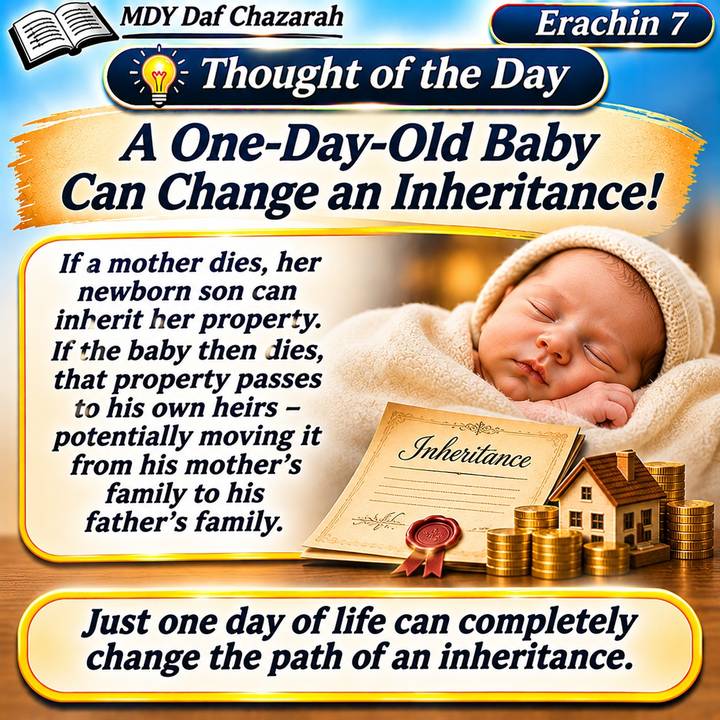 MDY Daf Chazarah
Erachin 7
Thought of the Day
A One-Day-Old Baby
Can Change an Inheritance!
If a mother dies, her
newborn son can
inherit her property.
If the baby then dies,
that property passes
to his own heirs –
potentially moving it
from his mother's
family to his
father's family.
Inheritance
Just one day of life can completely
change the path of an inheritance.